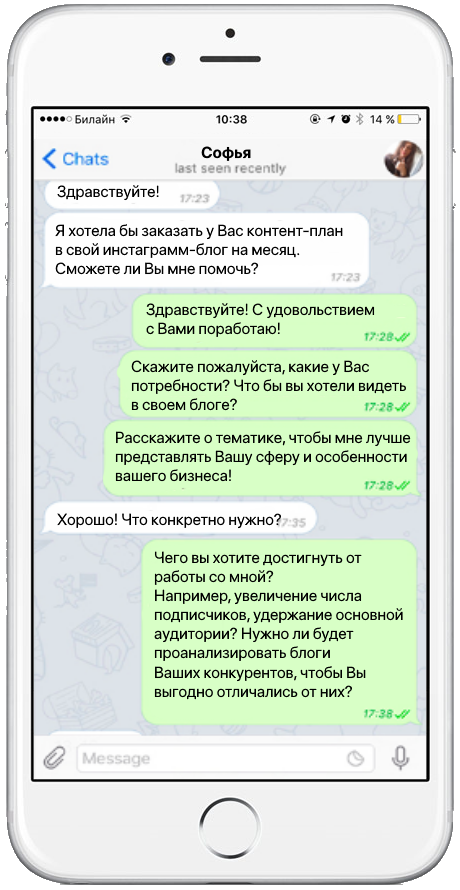 Билайн 10:38 14 %
Chats Софья
last seen recently
Здравствуйте! 17:23
Я хотела бы заказать у Вас контент-план
в свой инстаграмм-блог на месяц.
Сможете ли Вы мне помочь?
17:23
Здравствуйте! С удовольствием
с Вами поработаю!
17:28
Скажите пожалуйста, какие у Вас
потребности? Что бы вы хотели видеть
в своем блоге?
17:28
Расскажите о тематике, чтобы мне лучше
представлять Вашу сферу и особенности
вашего бизнеса!
17:28
Хорошо! Что конкретно нужно? 17:35
Чего вы хотите достигнуть от
работы со мной?
Например, увеличение числа
подписчиков, удержание основной
аудитории? Нужно ли будет
проанализировать блоги
Ваших конкурентов, чтобы Вы
выгодно отличались от них?
17:38
Message